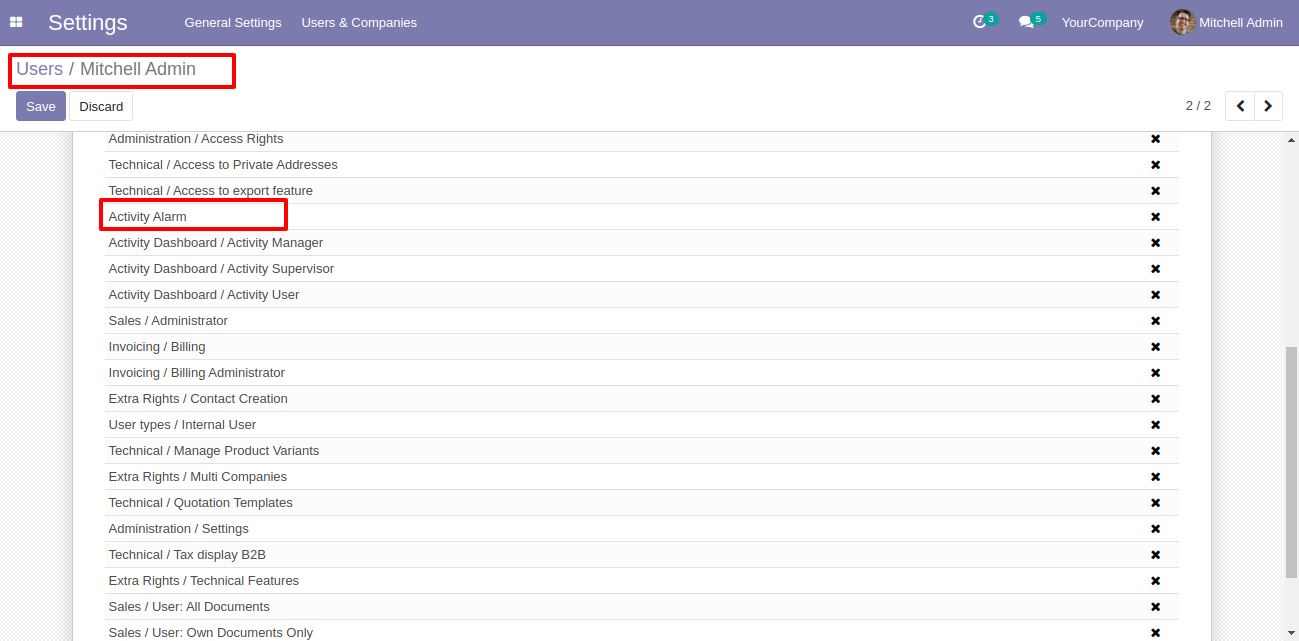 Settings General Settings Users & Companies 3 5 YourCompany Mitchell Admin
Users / Mitchell Admin
Save Discard 2 / 2
Administration / Access Rights
Technical / Access to Private Addresses
Technical / Access to export feature
Activity Alarm
Activity Dashboard / Activity Manager
Activity Dashboard / Activity Supervisor
Activity Dashboard / Activity User
Sales / Administrator
Invoicing / Billing
Invoicing / Billing Administrator
Extra Rights / Contact Creation
User types / Internal User
Technical / Manage Product Variants
Extra Rights / Multi Companies
Technical / Quotation Templates
Administration / Settings
Technical / Tax display B2B
Extra Rights / Technical Features
Sales / User: All Documents
Sales / User: Own Documents Only